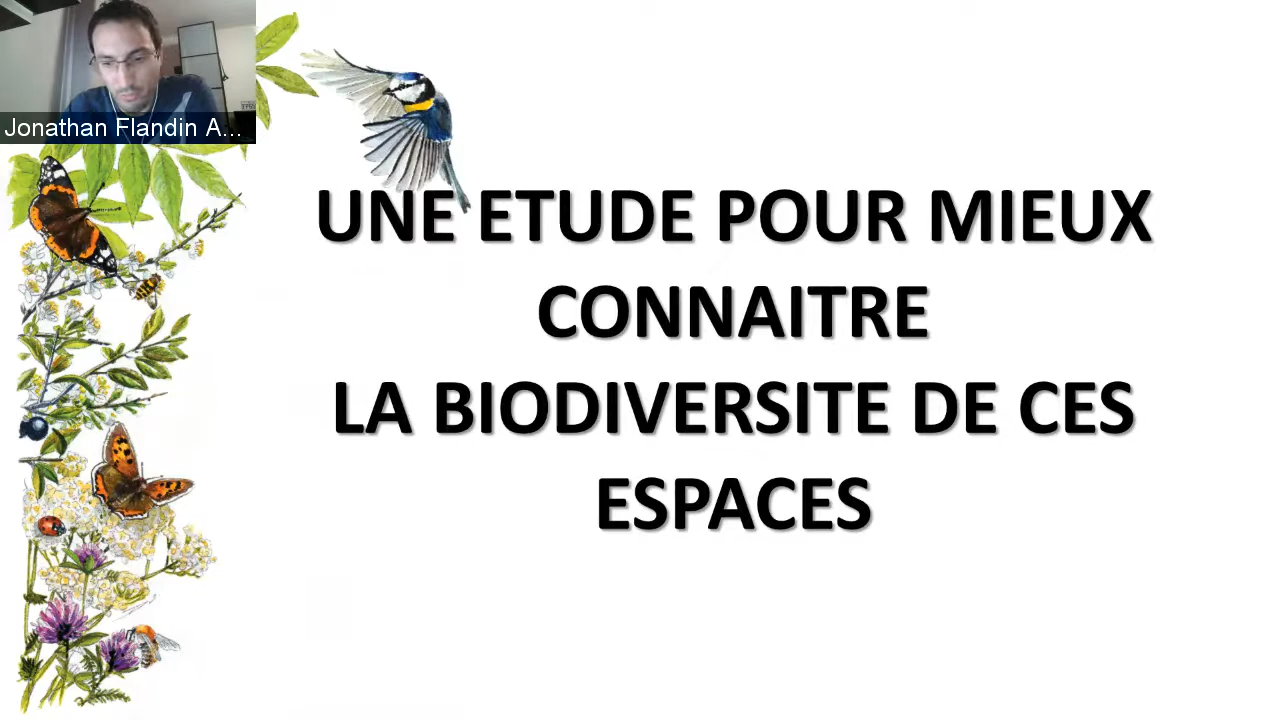 Jonathan Flandin A...
UNE ETUDE POUR MIEUX
CONNAITRE
LA BIODIVERSITE DE CES
ESPACES